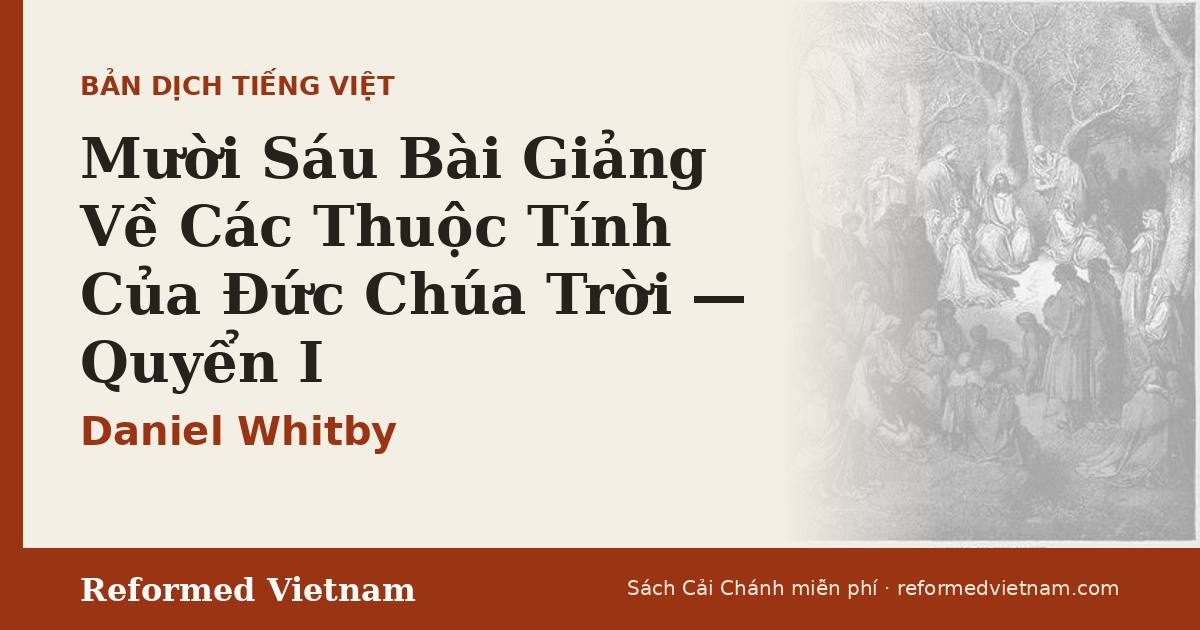 BẢN DỊCH TIẾNG VIỆT
Mười Sáu Bài Giảng
Về Các Thuộc Tính
Của Đức Chúa Trời —
Quyển I
Daniel Whitby
Reformed Vietnam
Sách Cải Chánh miễn phí · reformedvietnam.com